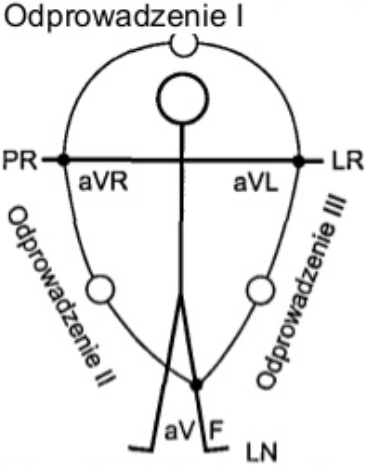 Odprowadzenie I
PR
LR
aVR
aVL
Odprowadzenie II
Odprowadzenie III
aV F
LN